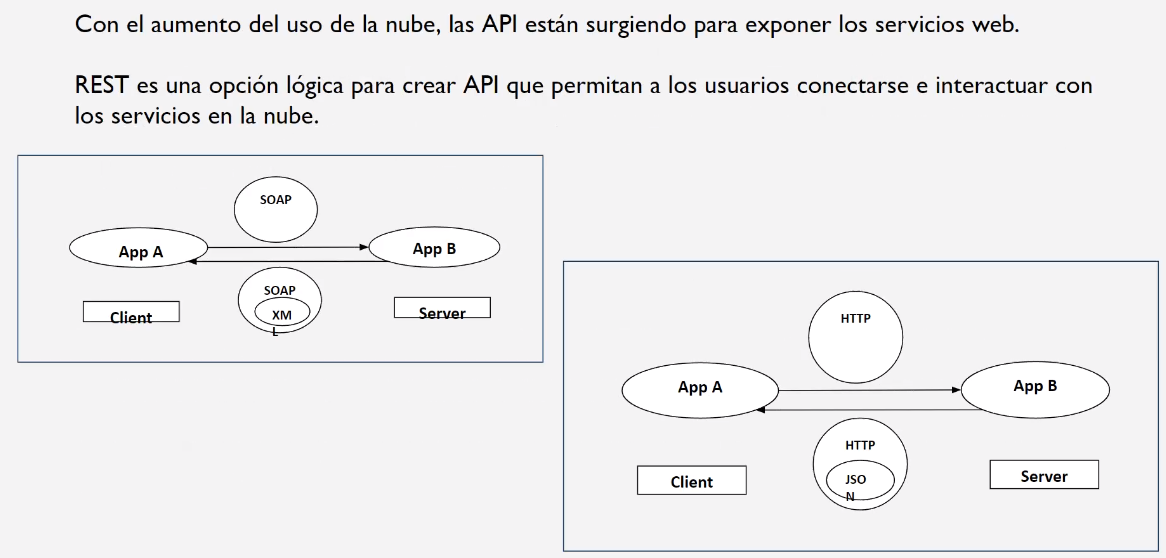 Con el aumento del uso de la nube, las API están surgiendo para exponer los servicios web.
REST es una opción lógica para crear API que permitan a los usuarios conectarse e interactuar con
los servicios en la nube.
SOAP
App A
App B
SOAP
XM
L
Client
Server
HTTP
App A
App B
HTTP
JSO
N
Client
Server